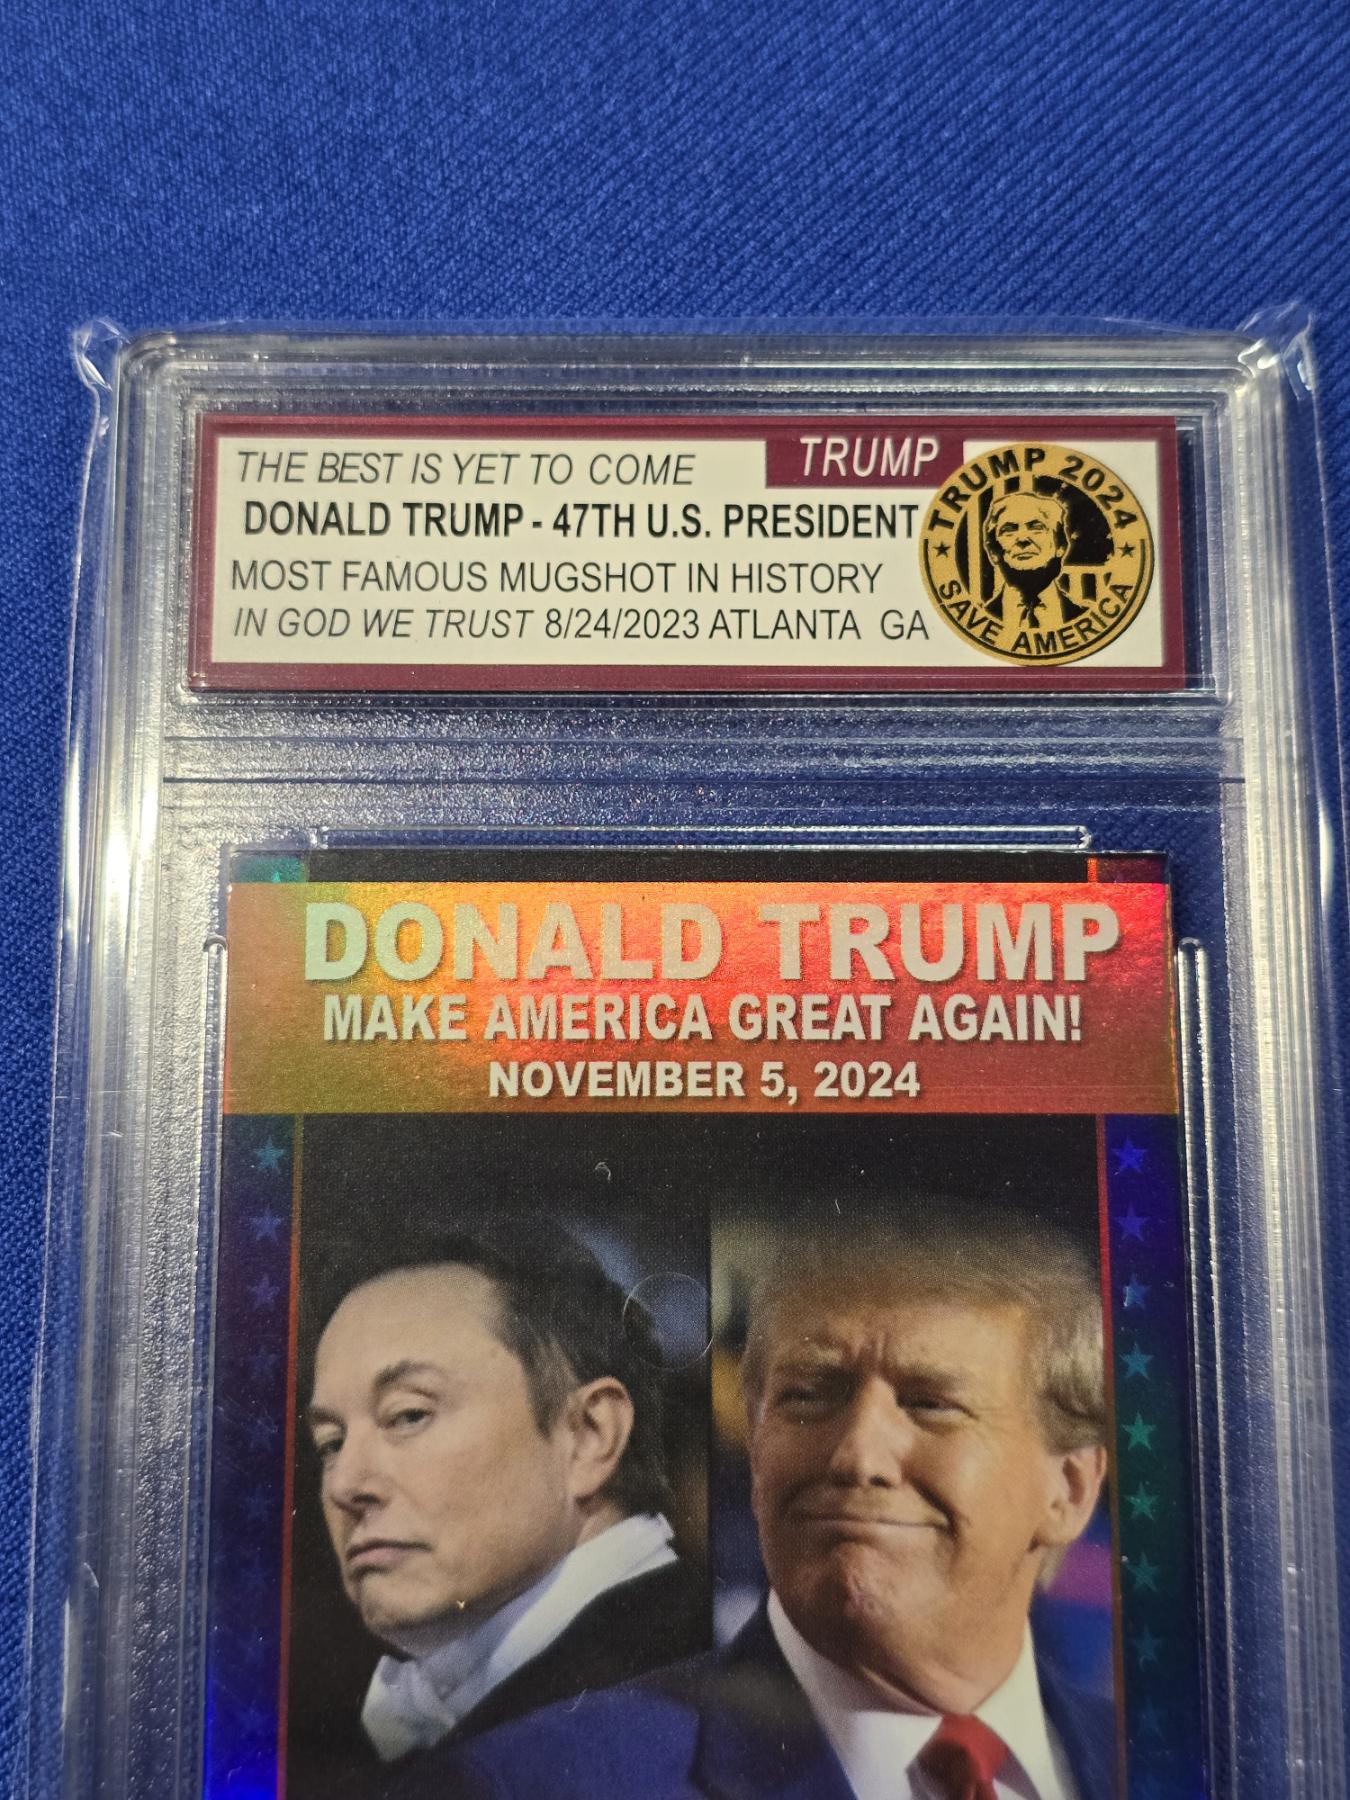 THE BEST IS YET TO COME
TRUMP
DONALD TRUMP - 47TH U.S. PRESIDENT
MOST FAMOUS MUGSHOT IN HISTORY
IN GOD WE TRUST 8/24/2023 ATLANTA GA
TRUMP 2024
SAVE AMERICA
DONALD TRUMP
MAKE AMERICA GREAT AGAIN!
NOVEMBER 5, 2024